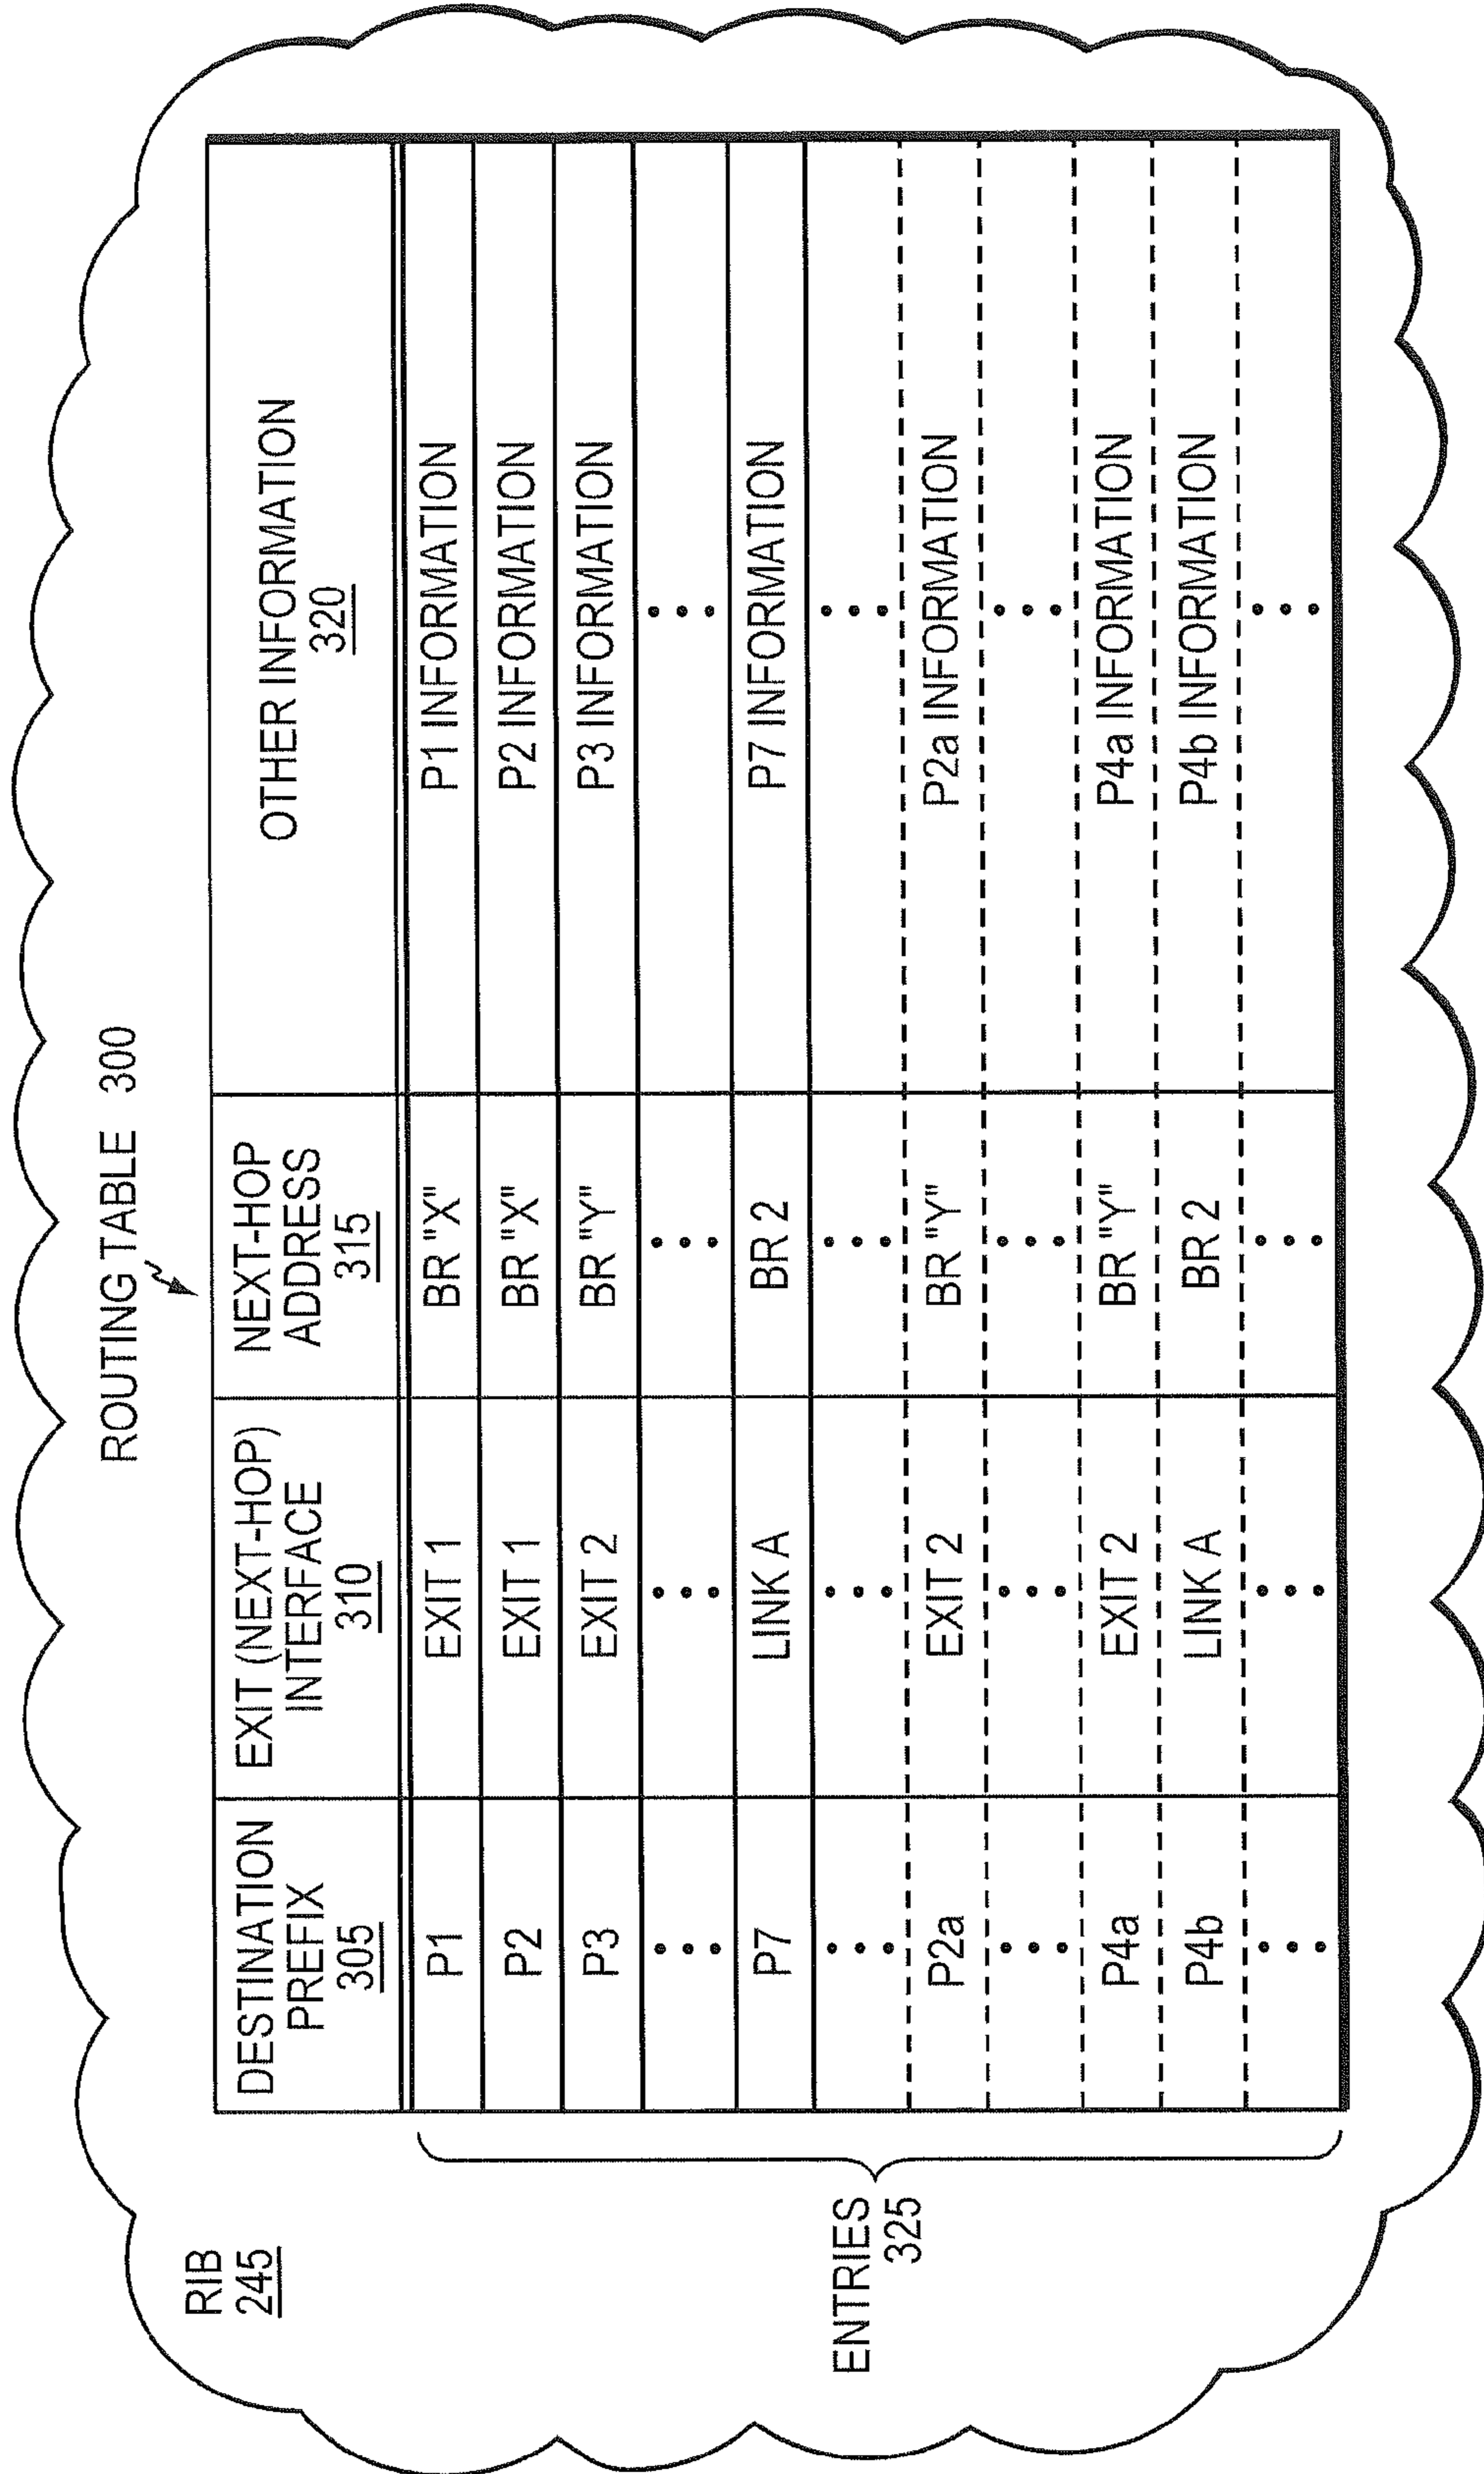 RIB
245
ROUTING TABLE 300
DESTINATION
PREFIX
305
EXIT (NEXT-HOP)
INTERFACE
310
NEXT-HOP
ADDRESS
315
OTHER INFORMATION
320
P1 EXIT 1 BR "X" P1 INFORMATION
P2 EXIT 1 BR "X" P2 INFORMATION
P3 EXIT 2 BR "Y" P3 INFORMATION
• • • • • • • • • • • •
P7 LINK A BR 2 P7 INFORMATION
• • • • • • • • • • • •
P2a EXIT 2 BR "Y" P2a INFORMATION
• • • • • • • • • • • •
P4a EXIT 2 BR "Y" P4a INFORMATION
P4b LINK A BR 2 P4b INFORMATION
• • • • • • • • • • • •
ENTRIES
325